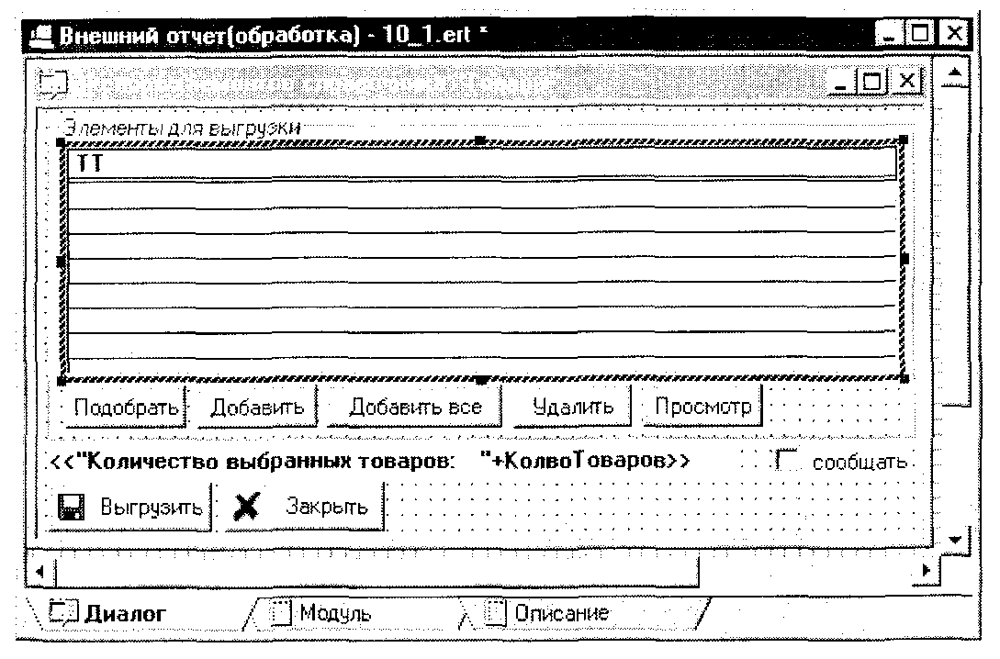 Внешний отчет(обработка) - 10_1.ert *
Элементы для выгрузки
ТТ
Подобрать Добавить Добавить все Удалить Просмотр
<<"Количество выбранных товаров: "+КолвоТоваров>> сообщать
Выгрузить Закрыть
Диалог Модуль Описание